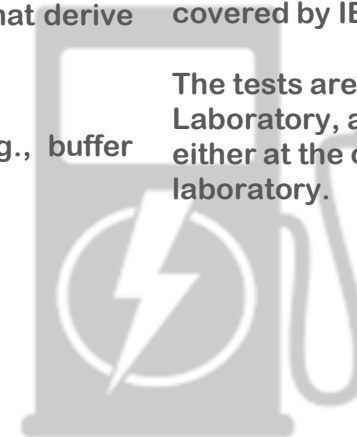 hat derive
g., buffer
covered by IE
The tests are
Laboratory, a
either at the c
laboratory.